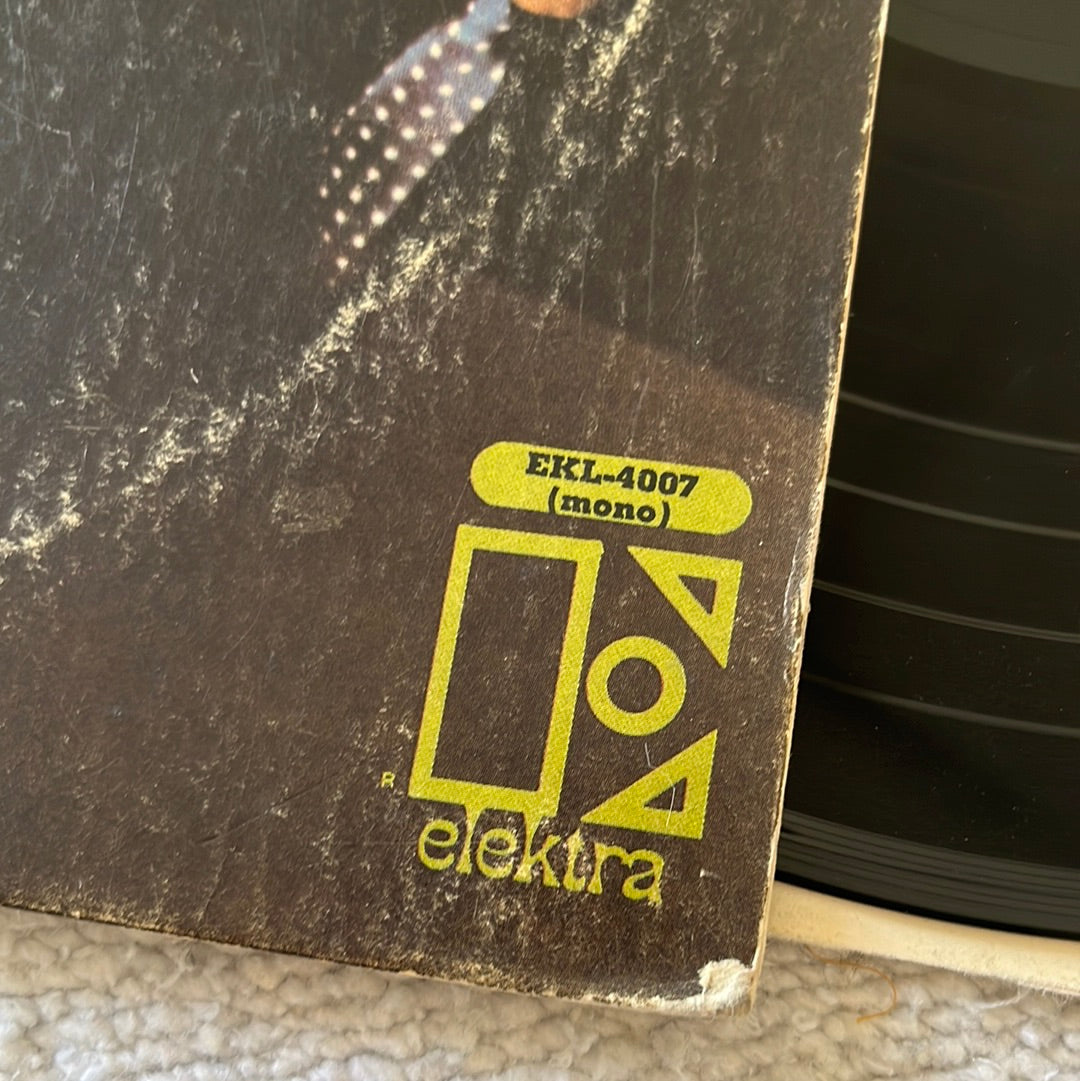 EKL-4007
(mono)
R
elektra